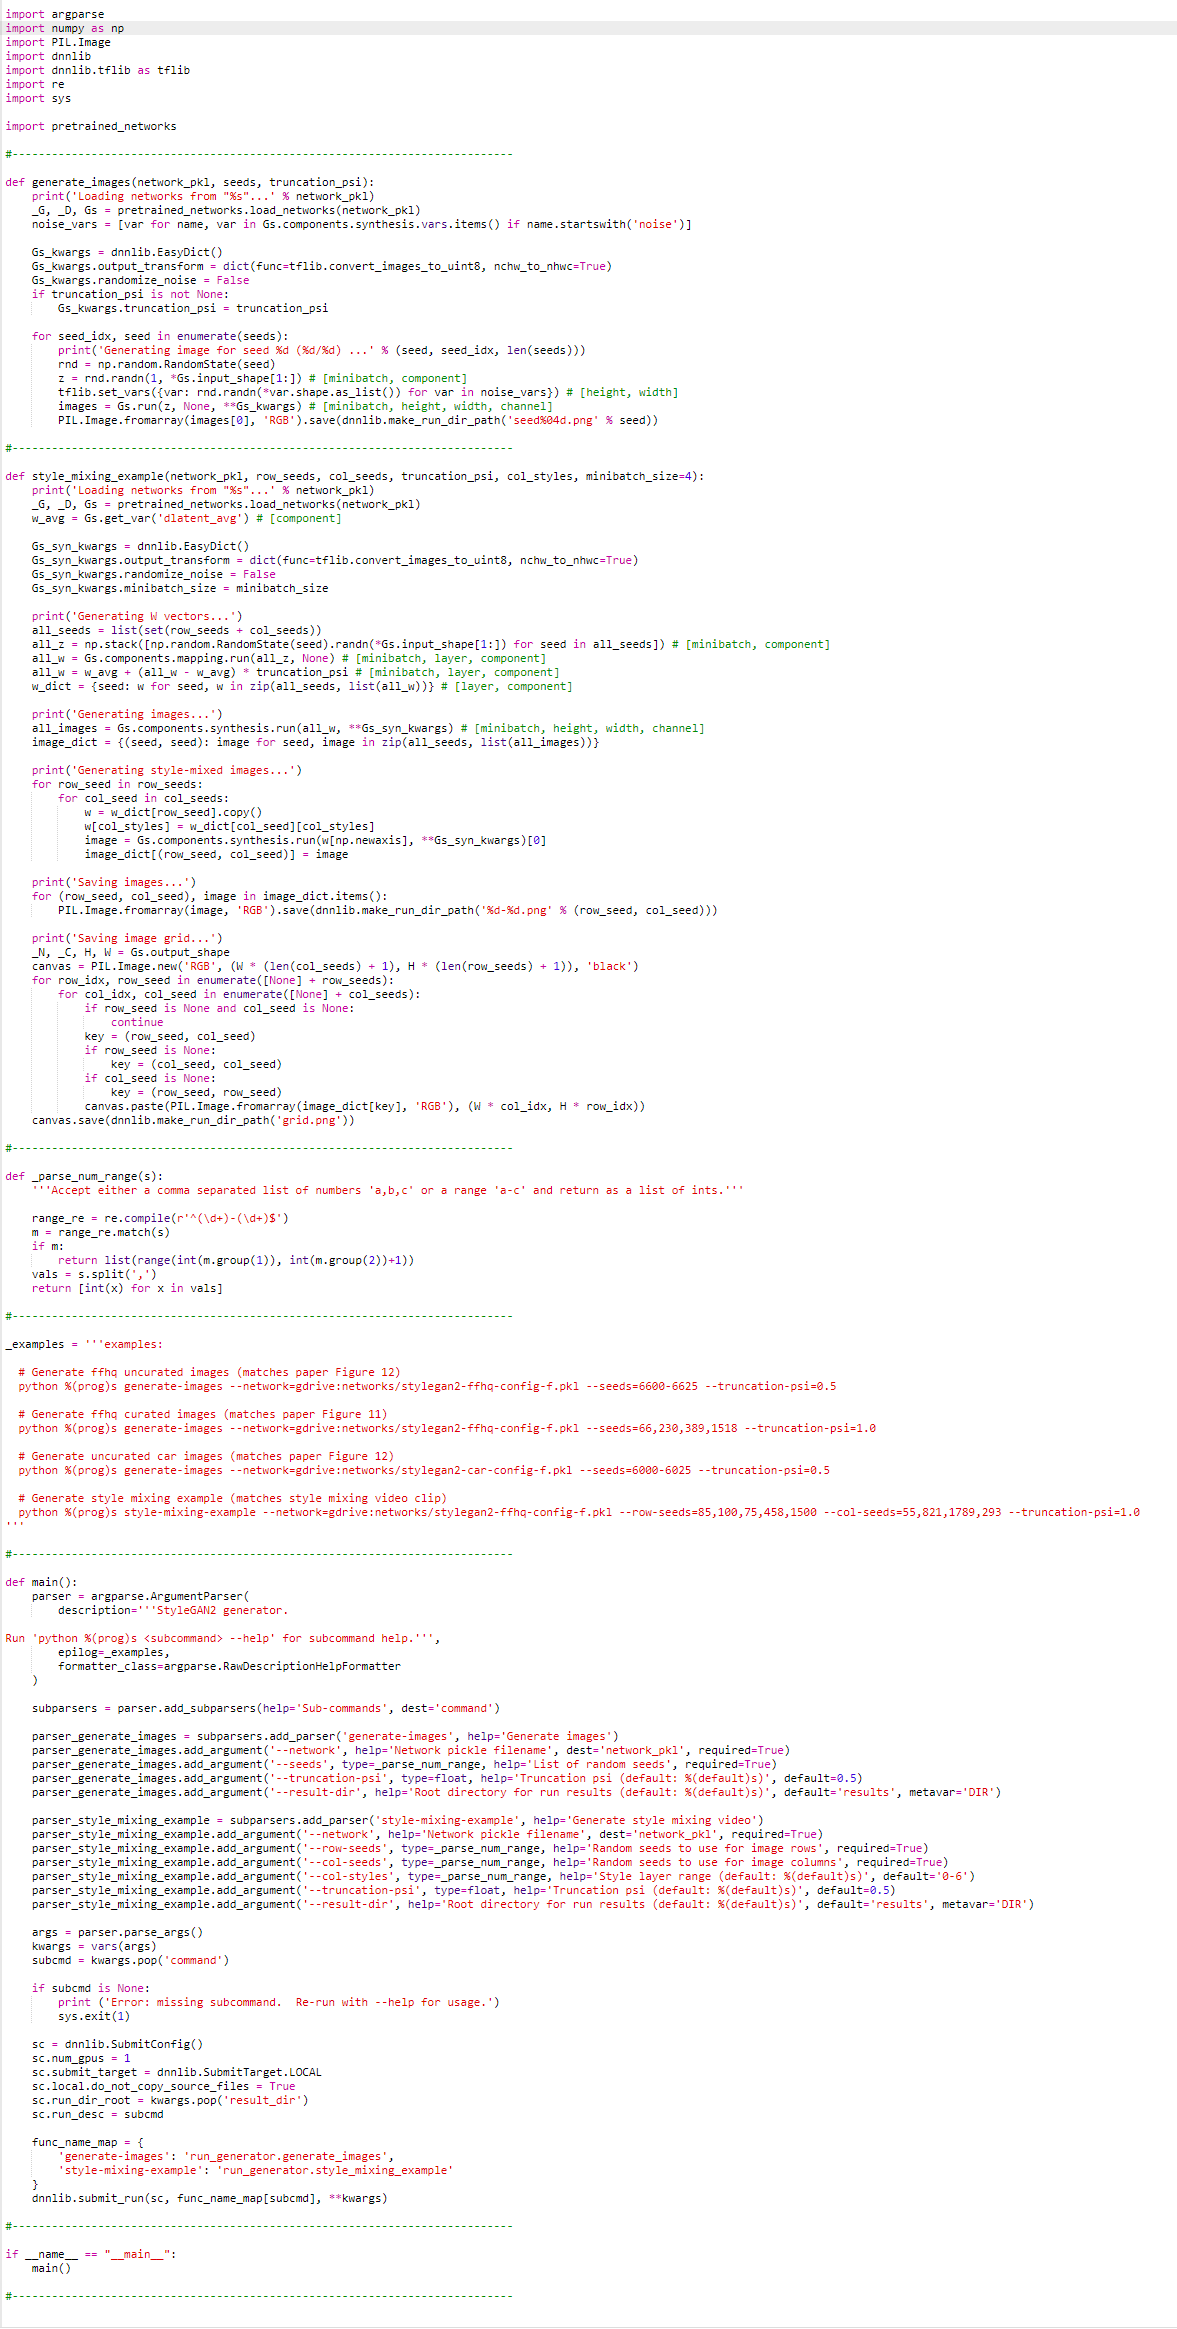 import argparse
import numpy as np
import PIL.Image
import dnnlib
import dnnlib.tflib as tflib
import re
import sys

import pretrained_networks

#----------------------------------------------------------------------------

def generate_images(network_pkl, seeds, truncation_psi):
    print('Loading networks from "%s"...' % network_pkl)
    _G, _D, Gs = pretrained_networks.load_networks(network_pkl)
    noise_vars = [var for name, var in Gs.components.synthesis.vars.items() if name.startswith('noise')]

    Gs_kwargs = dnnlib.EasyDict()
    Gs_kwargs.output_transform = dict(func=tflib.convert_images_to_uint8, nchw_to_nhwc=True)
    Gs_kwargs.randomize_noise = False
    if truncation_psi is not None:
        Gs_kwargs.truncation_psi = truncation_psi

    for seed_idx, seed in enumerate(seeds):
        print('Generating image for seed %d (%d/%d) ...' % (seed, seed_idx, len(seeds)))
        rnd = np.random.RandomState(seed)
        z = rnd.randn(1, *Gs.input_shape[1:]) # [minibatch, component]
        tflib.set_vars({var: rnd.randn(*var.shape.as_list()) for var in noise_vars}) # [height, width]
        images = Gs.run(z, None, **Gs_kwargs) # [minibatch, height, width, channel]
        PIL.Image.fromarray(images[0], 'RGB').save(dnnlib.make_run_dir_path('seed%04d.png' % seed))

#----------------------------------------------------------------------------

def style_mixing_example(network_pkl, row_seeds, col_seeds, truncation_psi, col_styles, minibatch_size=4):
    print('Loading networks from "%s"...' % network_pkl)
    _G, _D, Gs = pretrained_networks.load_networks(network_pkl)
    w_avg = Gs.get_var('dlatent_avg') # [component]

    Gs_syn_kwargs = dnnlib.EasyDict()
    Gs_syn_kwargs.output_transform = dict(func=tflib.convert_images_to_uint8, nchw_to_nhwc=True)
    Gs_syn_kwargs.randomize_noise = False
    Gs_syn_kwargs.minibatch_size = minibatch_size

    print('Generating W vectors...')
    all_seeds = list(set(row_seeds + col_seeds))
    all_z = np.stack([np.random.RandomState(seed).randn(*Gs.input_shape[1:]) for seed in all_seeds]) # [minibatch, component]
    all_w = Gs.components.mapping.run(all_z, None) # [minibatch, layer, component]
    all_w = w_avg + (all_w - w_avg) * truncation_psi # [minibatch, layer, component]
    w_dict = {seed: w for seed, w in zip(all_seeds, list(all_w))} # [layer, component]

    print('Generating images...')
    all_images = Gs.components.synthesis.run(all_w, **Gs_syn_kwargs) # [minibatch, height, width, channel]
    image_dict = {(seed, seed): image for seed, image in zip(all_seeds, list(all_images))}

    print('Generating style-mixed images...')
    for row_seed in row_seeds:
        for col_seed in col_seeds:
            w = w_dict[row_seed].copy()
            w[col_styles] = w_dict[col_seed][col_styles]
            image = Gs.components.synthesis.run(w[np.newaxis], **Gs_syn_kwargs)[0]
            image_dict[(row_seed, col_seed)] = image

    print('Saving images...')
    for (row_seed, col_seed), image in image_dict.items():
        PIL.Image.fromarray(image, 'RGB').save(dnnlib.make_run_dir_path('%d-%d.png' % (row_seed, col_seed)))

    print('Saving image grid...')
    _N, _C, H, W = Gs.output_shape
    canvas = PIL.Image.new('RGB', (W * (len(col_seeds) + 1), H * (len(row_seeds) + 1)), 'black')
    for row_idx, row_seed in enumerate([None] + row_seeds):
        for col_idx, col_seed in enumerate([None] + col_seeds):
            if row_seed is None and col_seed is None:
                continue
            key = (row_seed, col_seed)
            if row_seed is None:
                key = (col_seed, col_seed)
            if col_seed is None:
                key = (row_seed, row_seed)
            canvas.paste(PIL.Image.fromarray(image_dict[key], 'RGB'), (W * col_idx, H * row_idx))
    canvas.save(dnnlib.make_run_dir_path('grid.png'))

#----------------------------------------------------------------------------

def _parse_num_range(s):
    '''Accept either a comma separated list of numbers 'a,b,c' or a range 'a-c' and return as a list of ints.'''

    range_re = re.compile(r'^(\d+)-(\d+)$')
    m = range_re.match(s)
    if m:
        return list(range(int(m.group(1)), int(m.group(2))+1))
    vals = s.split(',')
    return [int(x) for x in vals]

#----------------------------------------------------------------------------

_examples = '''examples:

  # Generate ffhq uncurated images (matches paper Figure 12)
  python %(prog)s generate-images --network=gdrive:networks/stylegan2-ffhq-config-f.pkl --seeds=6600-6625 --truncation-psi=0.5

  # Generate ffhq curated images (matches paper Figure 11)
  python %(prog)s generate-images --network=gdrive:networks/stylegan2-ffhq-config-f.pkl --seeds=66,230,389,1518 --truncation-psi=1.0

  # Generate uncurated car images (matches paper Figure 12)
  python %(prog)s generate-images --network=gdrive:networks/stylegan2-car-config-f.pkl --seeds=6000-6025 --truncation-psi=0.5

  # Generate style mixing example (matches style mixing video clip)
  python %(prog)s style-mixing-example --network=gdrive:networks/stylegan2-ffhq-config-f.pkl --row-seeds=85,100,75,458,1500 --col-seeds=55,821,1789,293 --truncation-psi=1.0
'''

#----------------------------------------------------------------------------

def main():
    parser = argparse.ArgumentParser(
        description='''StyleGAN2 generator.

Run 'python %(prog)s <subcommand> --help' for subcommand help.''',
        epilog=_examples,
        formatter_class=argparse.RawDescriptionHelpFormatter
    )

    subparsers = parser.add_subparsers(help='Sub-commands', dest='command')

    parser_generate_images = subparsers.add_parser('generate-images', help='Generate images')
    parser_generate_images.add_argument('--network', help='Network pickle filename', dest='network_pkl', required=True)
    parser_generate_images.add_argument('--seeds', type=_parse_num_range, help='List of random seeds', required=True)
    parser_generate_images.add_argument('--truncation-psi', type=float, help='Truncation psi (default: %(default)s)', default=0.5)
    parser_generate_images.add_argument('--result-dir', help='Root directory for run results (default: %(default)s)', default='results', metavar='DIR')

    parser_style_mixing_example = subparsers.add_parser('style-mixing-example', help='Generate style mixing video')
    parser_style_mixing_example.add_argument('--network', help='Network pickle filename', dest='network_pkl', required=True)
    parser_style_mixing_example.add_argument('--row-seeds', type=_parse_num_range, help='Random seeds to use for image rows', required=True)
    parser_style_mixing_example.add_argument('--col-seeds', type=_parse_num_range, help='Random seeds to use for image columns', required=True)
    parser_style_mixing_example.add_argument('--col-styles', type=_parse_num_range, help='Style layer range (default: %(default)s)', default='0-6')
    parser_style_mixing_example.add_argument('--truncation-psi', type=float, help='Truncation psi (default: %(default)s)', default=0.5)
    parser_style_mixing_example.add_argument('--result-dir', help='Root directory for run results (default: %(default)s)', default='results', metavar='DIR')

    args = parser.parse_args()
    kwargs = vars(args)
    subcmd = kwargs.pop('command')

    if subcmd is None:
        print ('Error: missing subcommand.  Re-run with --help for usage.')
        sys.exit(1)

    sc = dnnlib.SubmitConfig()
    sc.num_gpus = 1
    sc.submit_target = dnnlib.SubmitTarget.LOCAL
    sc.local.do_not_copy_source_files = True
    sc.run_dir_root = kwargs.pop('result_dir')
    sc.run_desc = subcmd

    func_name_map = {
        'generate-images': 'run_generator.generate_images',
        'style-mixing-example': 'run_generator.style_mixing_example'
    }
    dnnlib.submit_run(sc, func_name_map[subcmd], **kwargs)

#----------------------------------------------------------------------------

if __name__ == "__main__":
    main()

#----------------------------------------------------------------------------